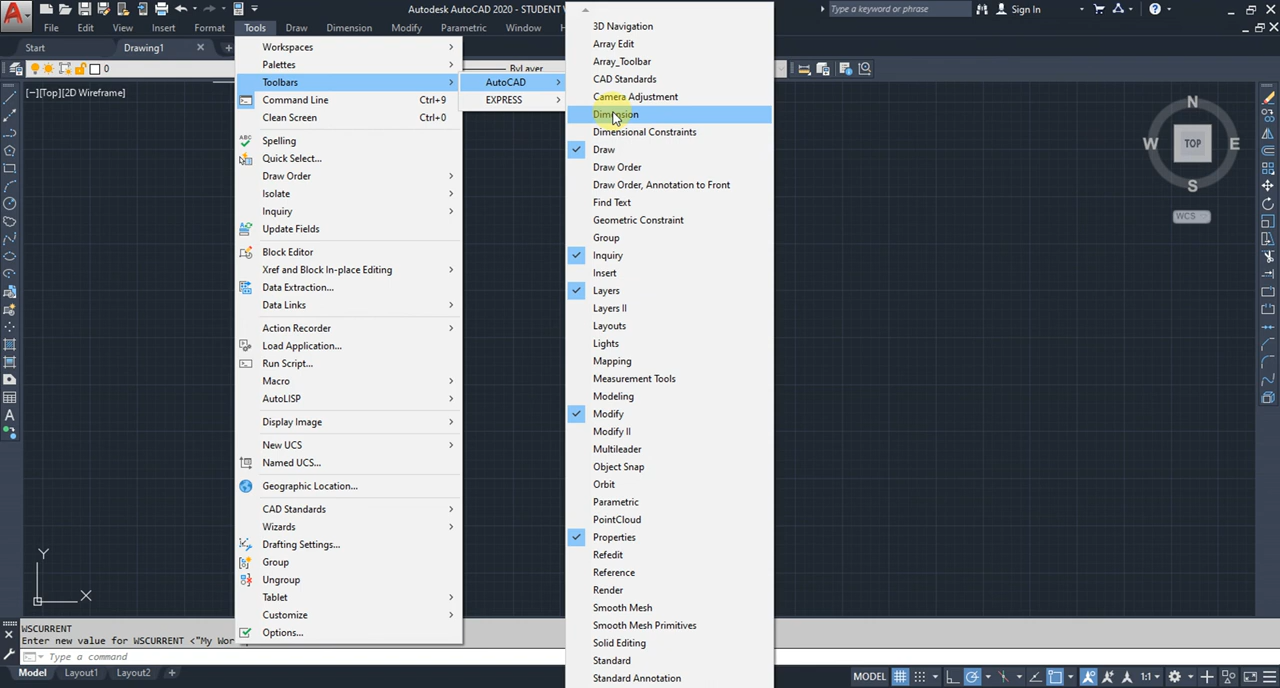 Autodesk AutoCAD 2020 - STUDENT
Type a keyword or phrase
Sign In
File
Edit
View
Insert
Format
Tools
Draw
Dimension
Modify
Parametric
Window
Start
Drawing1
0
ByLayer
[−][Top][2D Wireframe]
Workspaces
Palettes
Toolbars
Command Line Ctrl+9
Clean Screen Ctrl+0
Spelling
Quick Select...
Draw Order
Isolate
Inquiry
Update Fields
Block Editor
Xref and Block In-place Editing
Data Extraction...
Data Links
Action Recorder
Load Application...
Run Script...
Macro
AutoLISP
Display Image
New UCS
Named UCS...
Geographic Location...
CAD Standards
Wizards
Drafting Settings...
Group
Ungroup
Tablet
Customize
Options...
AutoCAD
EXPRESS
3D Navigation
Array Edit
Array_Toolbar
CAD Standards
Camera Adjustment
Dimension
Dimensional Constraints
Draw
Draw Order
Draw Order, Annotation to Front
Find Text
Geometric Constraint
Group
Inquiry
Insert
Layers
Layers II
Layouts
Lights
Mapping
Measurement Tools
Modeling
Modify
Modify II
Multileader
Object Snap
Orbit
Parametric
PointCloud
Properties
Refedit
Reference
Render
Smooth Mesh
Smooth Mesh Primitives
Solid Editing
Standard
Standard Annotation
N
W TOP E
S
WCS
Y
X
WSCURRENT
Enter new value for WSCURRENT <"My
Type a command
Model
Layout1
Layout2
MODEL
1:1